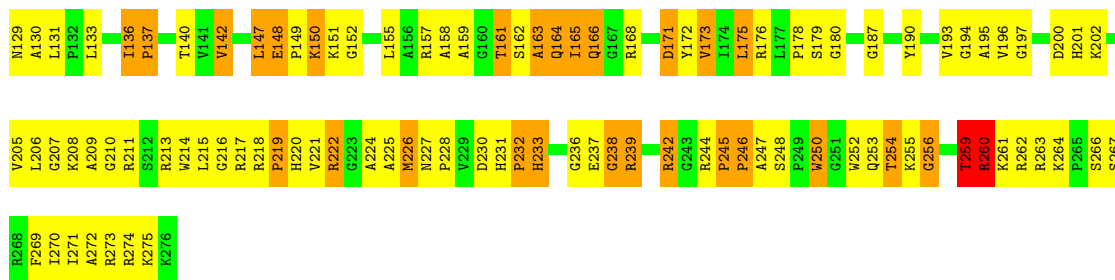 N129 A130 L131 P132 L133 I136 P137 T140 V141 V142 L147 E148 P149 K150 K151 G152 L155 A156 R157 A158 A159 G160 T161 S162 A163 Q164 I165 Q166 G167 R168 D171 Y172 V173 I174 L175 R176 L177 P178 S179 G180 G187 Y190 V193 G194 A195 V196 G197 D200 H201 K202
V205 L206 G207 K208 A209 G210 R211 S212 R213 W214 L215 G216 R217 R218 P219 H220 V221 R222 G223 A224 A225 M226 N227 P228 V229 D230 H231 P232 H233 G236 E237 G238 R239 R242 G243 R244 P245 P246 A247 S248 P249 W250 G251 W252 Q253 T254 K255 G256 T259 R260 K261 R262 R263 K264 P265 S266 S267
R268 F269 I270 I271 A272 R273 R274 K275 K276